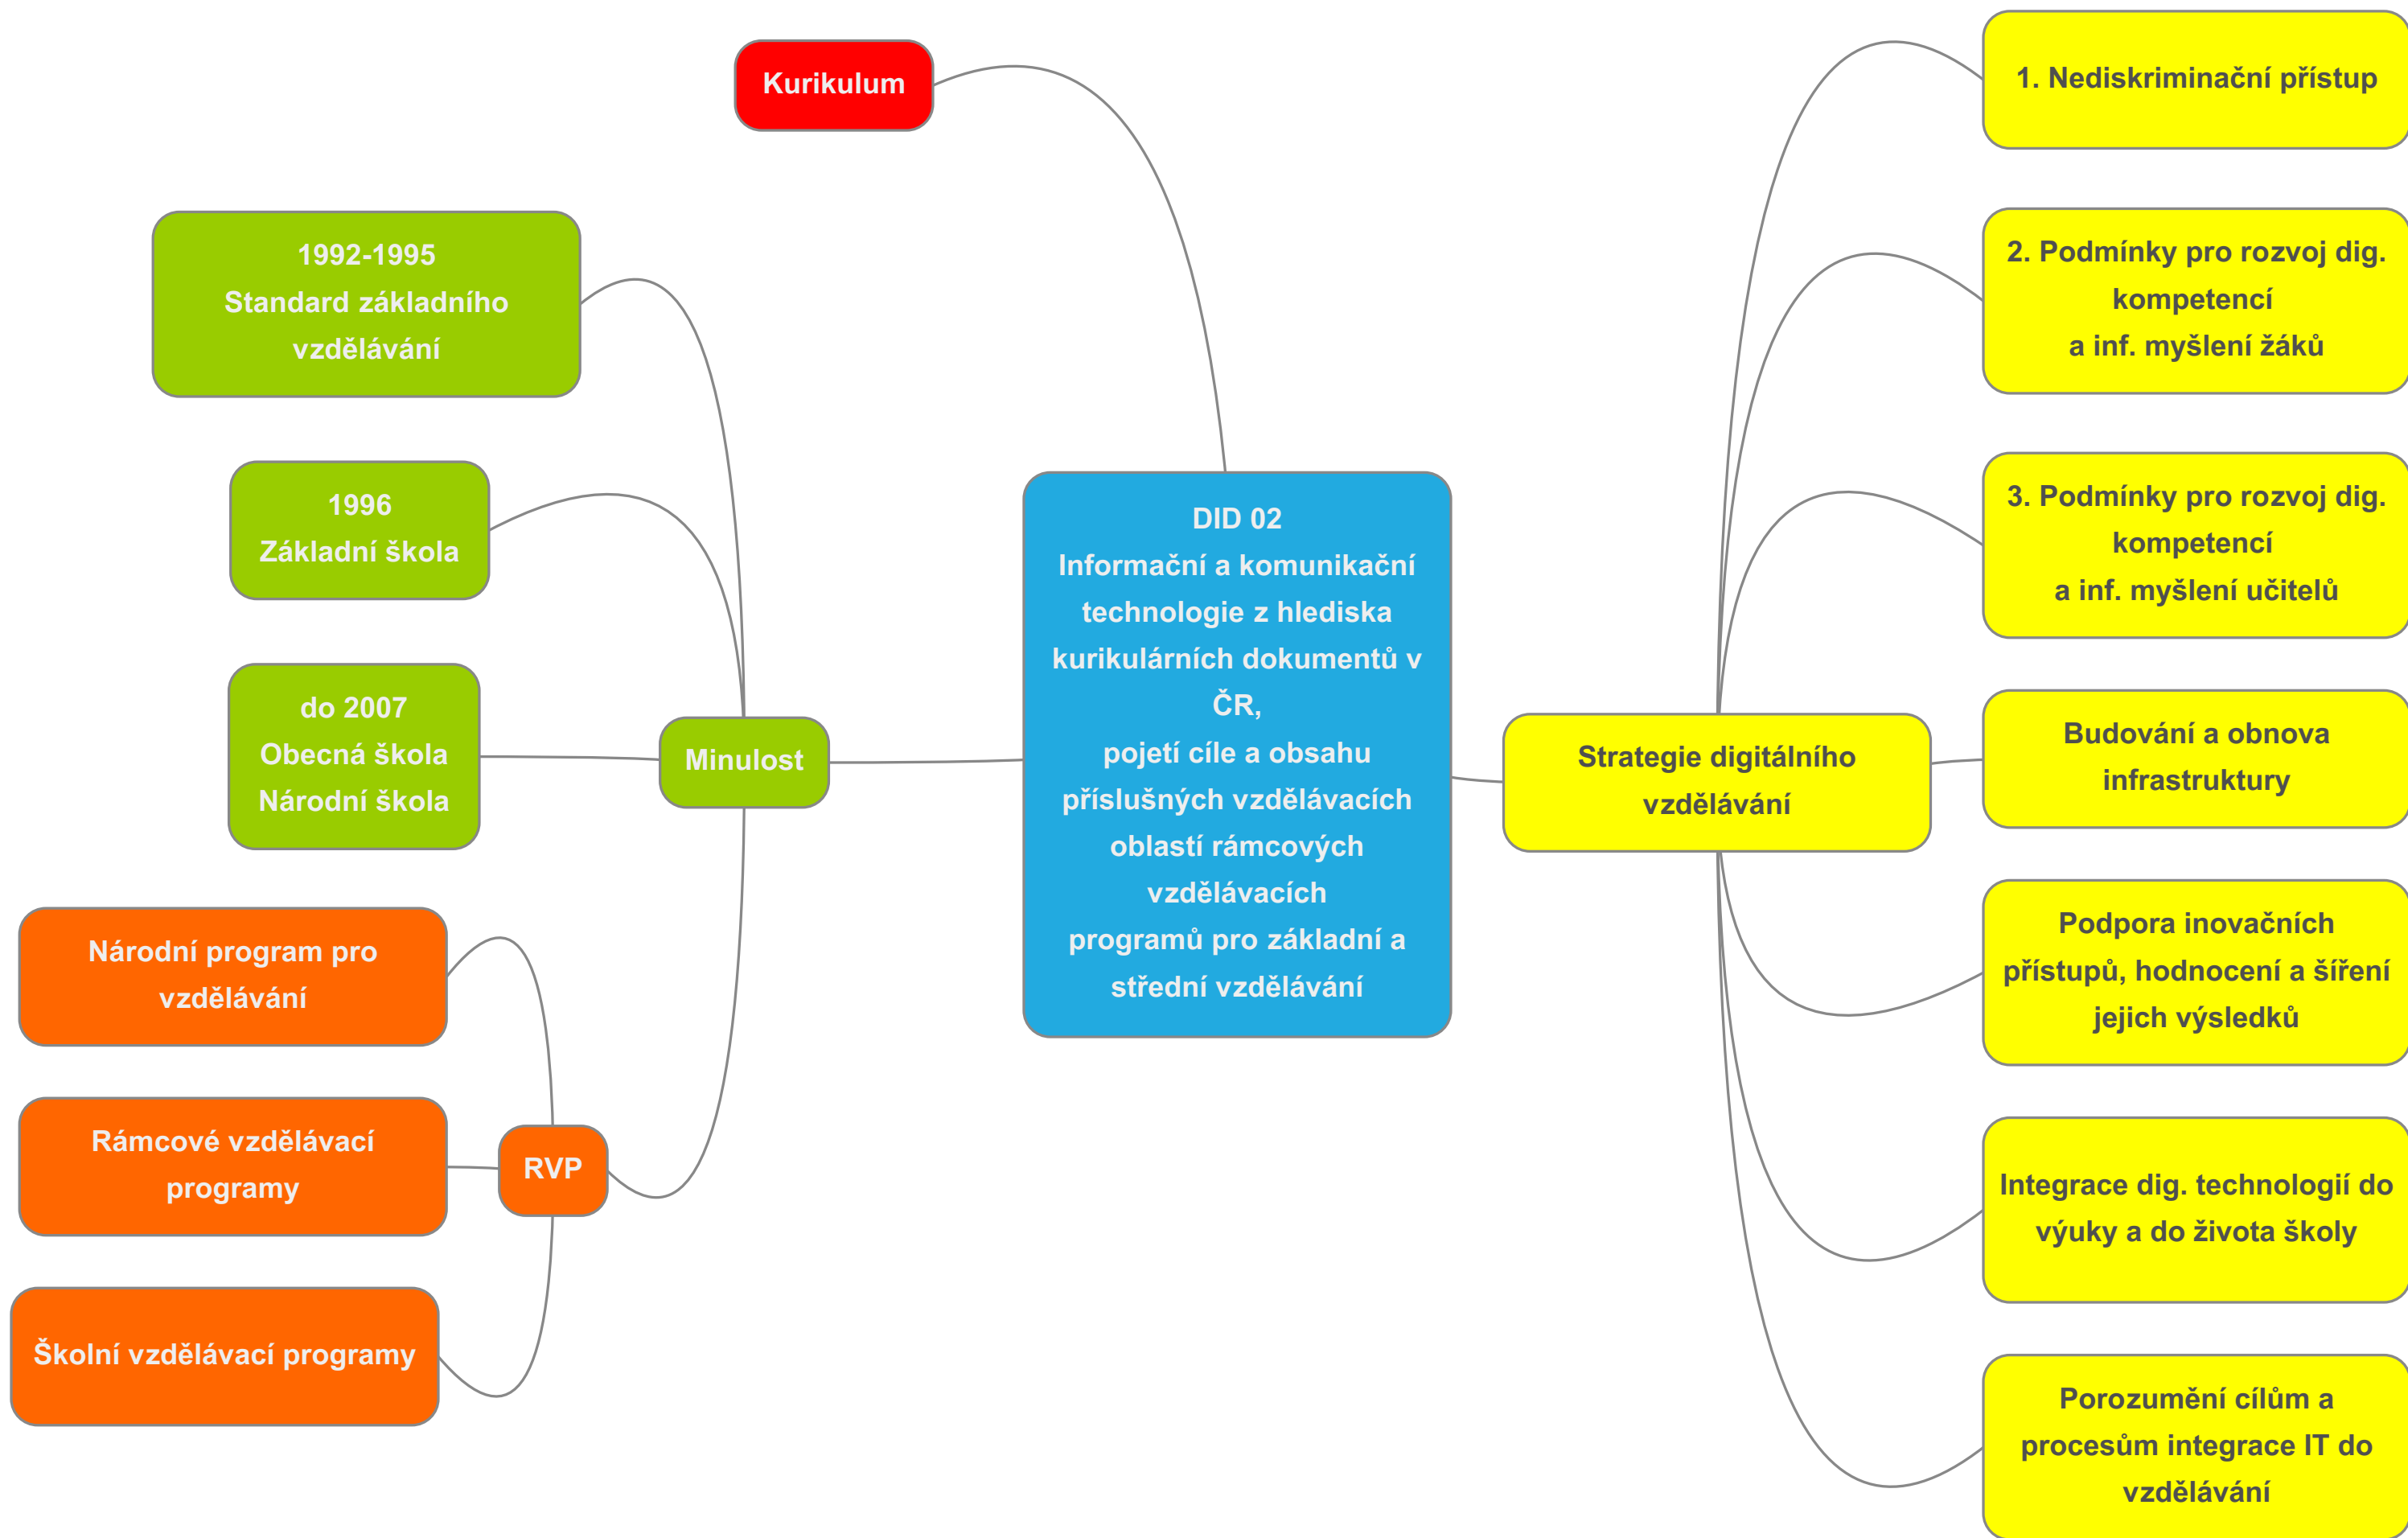 Kurikulum
1992-1995
Standard základního
vzdělávání
1996
Základní škola
do 2007
Obecná škola
Národní škola
Minulost
Národní program pro
vzdělávání
Rámcové vzdělávací
programy
Školní vzdělávací programy
RVP
DID 02
Informační a komunikační
technologie z hlediska
kurikulárních dokumentů v
ČR,
pojetí cíle a obsahu
příslušných vzdělávacích
oblastí rámcových
vzdělávacích
programů pro základní a
střední vzdělávání
Strategie digitálního
vzdělávání
1. Nediskriminační přístup
2. Podmínky pro rozvoj dig.
kompetencí
a inf. myšlení žáků
3. Podmínky pro rozvoj dig.
kompetencí
a inf. myšlení učitelů
Budování a obnova
infrastruktury
Podpora inovačních
přístupů, hodnocení a šíření
jejich výsledků
Integrace dig. technologií do
výuky a do života školy
Porozumění cílům a
procesům integrace IT do
vzdělávání